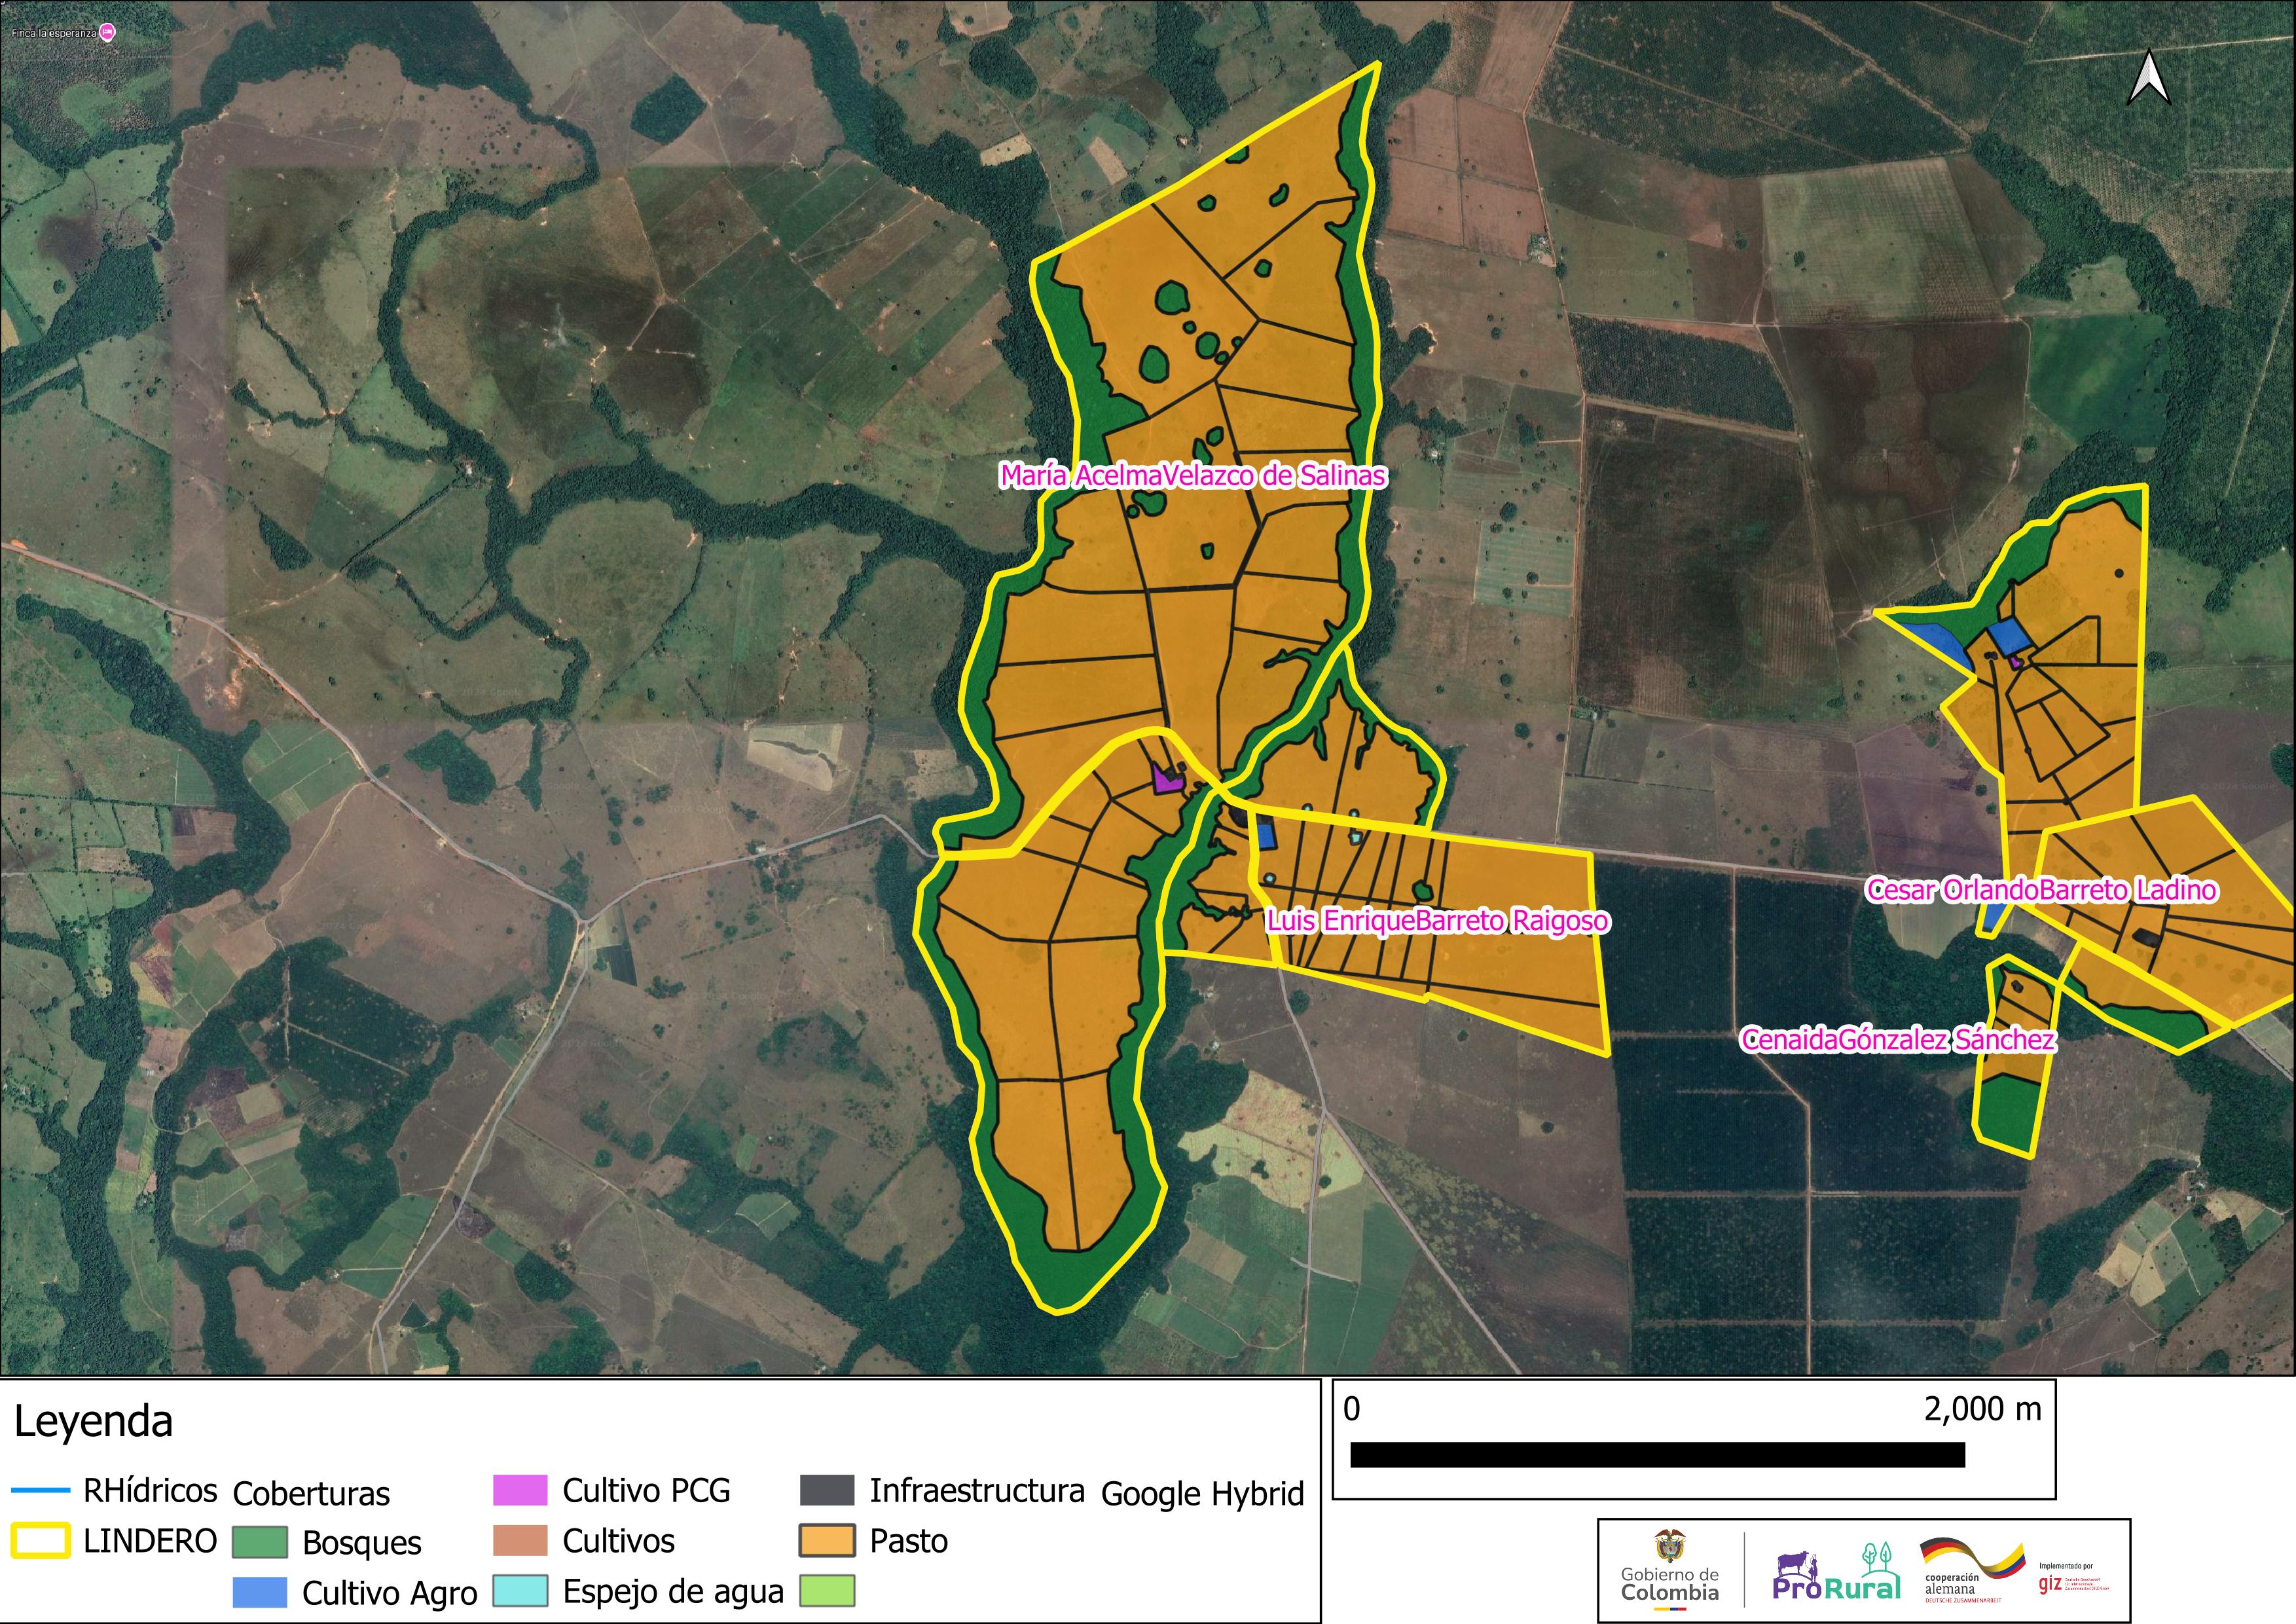 Finca la esperanza
María AcelmaVelazco de Salinas
Cesar OrlandoBarreto Ladino
Luis EnriqueBarreto Raigoso
CenaidaGónzalez Sánchez
Leyenda
RHídricos
LINDERO
Coberturas
Bosques
Cultivo Agro
Cultivo PCG
Cultivos
Espejo de agua
Infraestructura
Pasto
Google Hybrid
0
2,000 m
Gobierno de
Colombia
ProRural
cooperación
alemana
DEUTSCHE ZUSAMMENARBEIT
Implementado por
giz